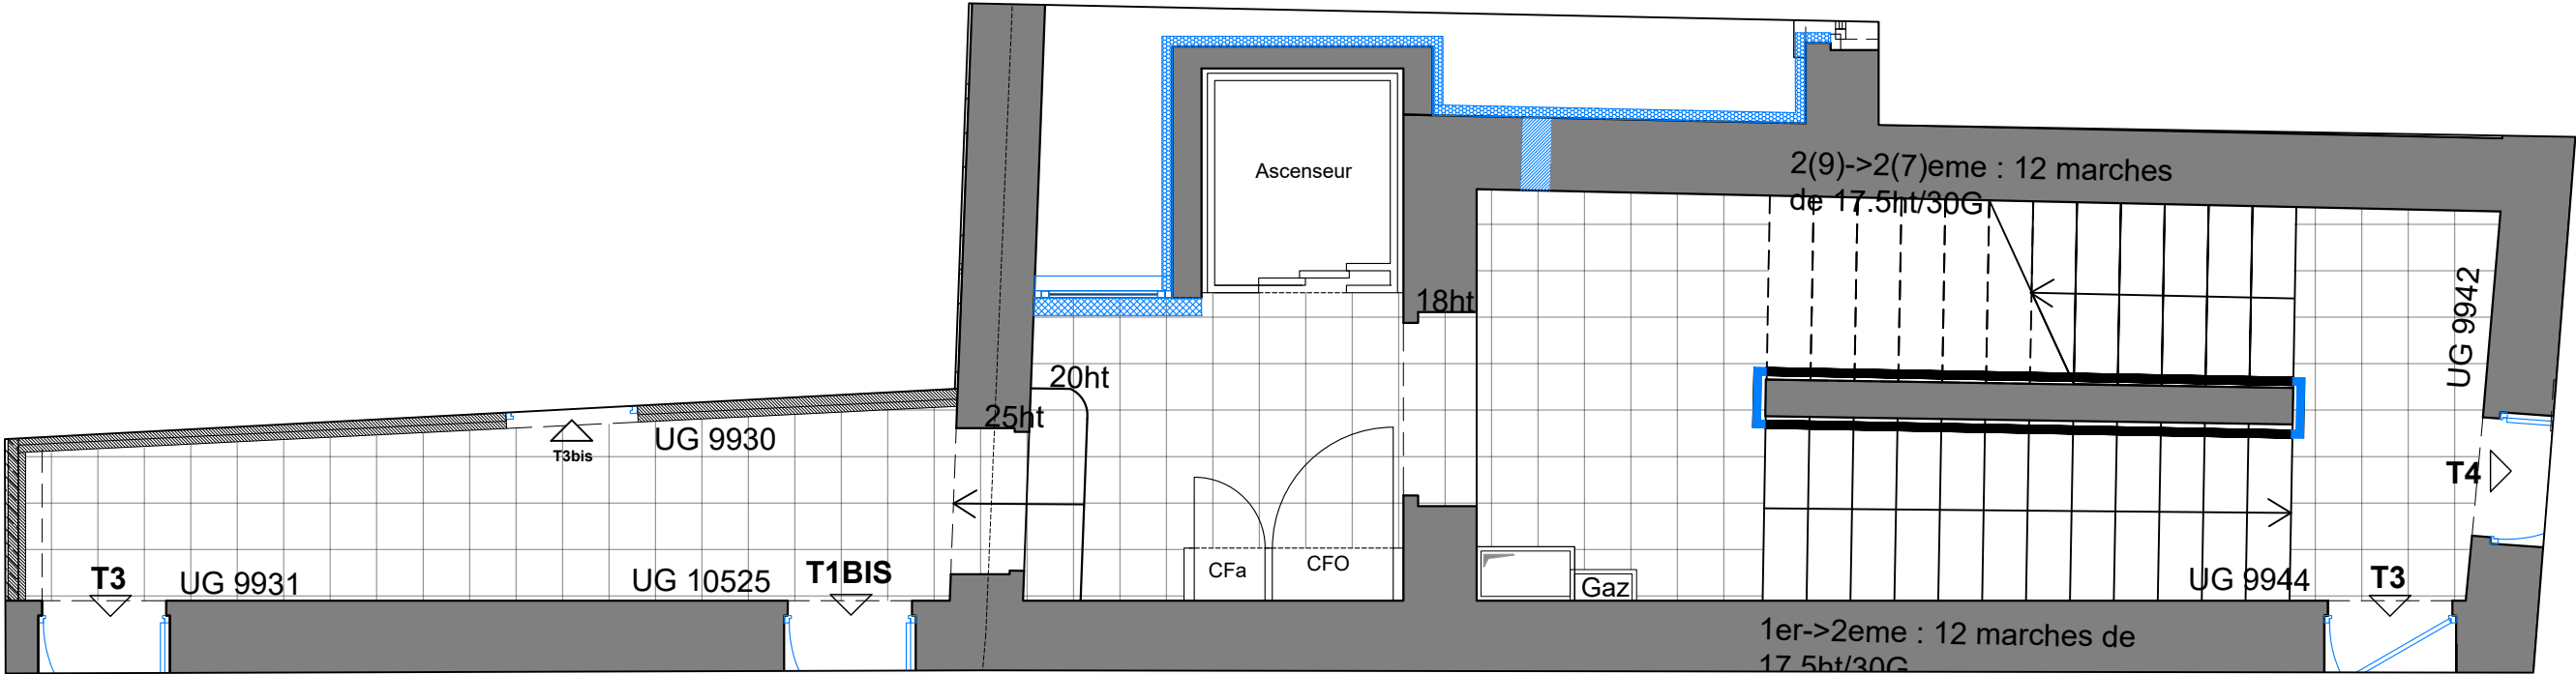 2(9)->2(7)eme : 12 marches
de 17.5ht/30G
Ascenseur
18ht
UG 9942
20ht
25ht
UG 9930
T3bis
T4
T3
UG 9931
UG 10525
T1BIS
CFa
CFO
Gaz
UG 9944
T3
1er->2eme : 12 marches de
17.5ht/30G